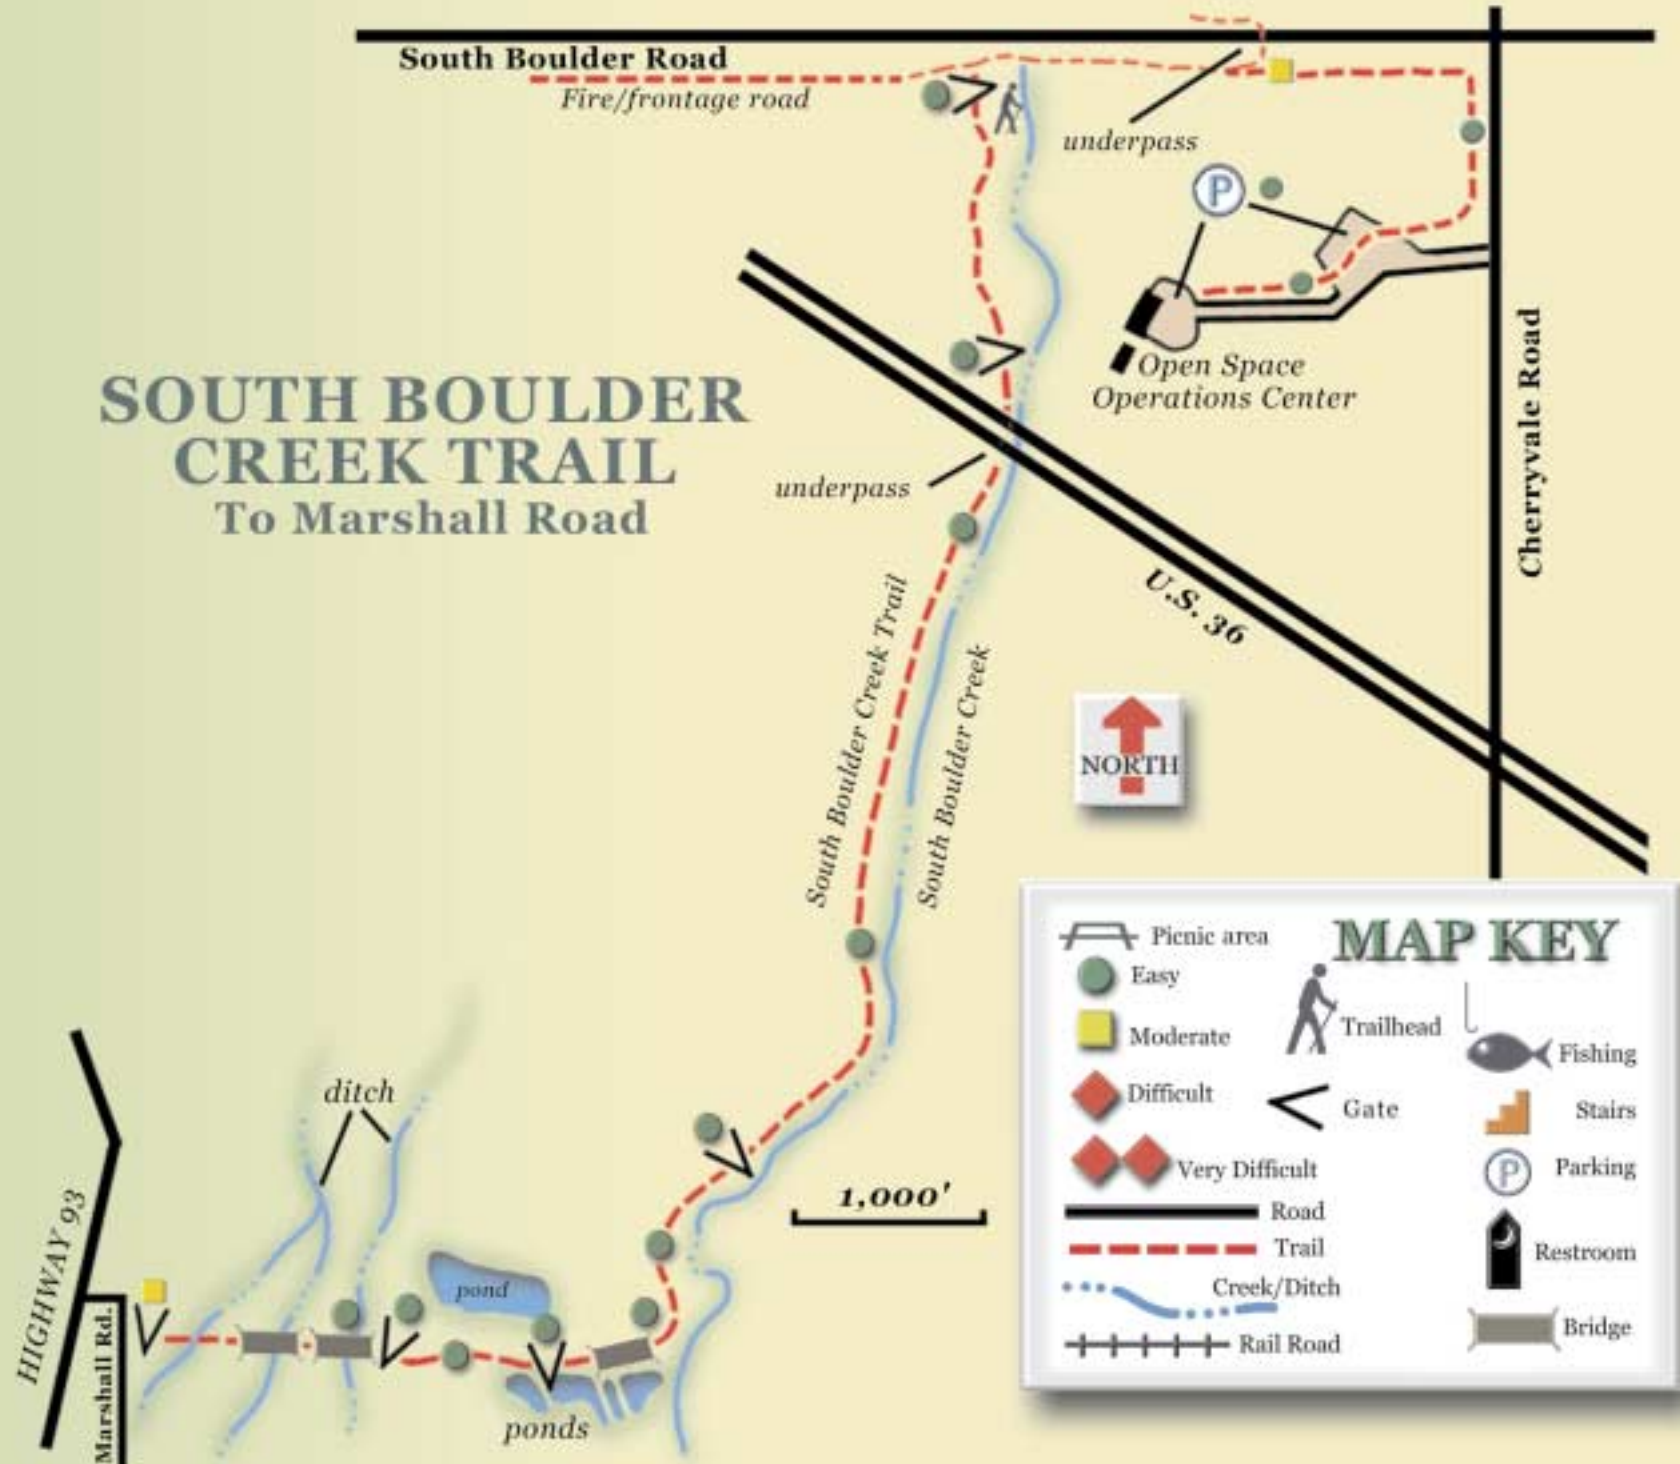 South Boulder Road
Fire/frontage road
underpass
P
Open Space
Operations Center
Cherryvale Road
SOUTH BOULDER
CREEK TRAIL
To Marshall Road
underpass
U.S. 36
South Boulder Creek Trail
South Boulder Creek
NORTH
MAP KEY
Picnic area
Easy
Moderate
Difficult
Very Difficult
Road
Trail
Creek/Ditch
Rail Road
Trailhead
Gate
Fishing
Stairs
P
Parking
Restroom
Bridge
1,000'
ditch
pond
ponds
HIGHWAY 93
Marshall Rd.